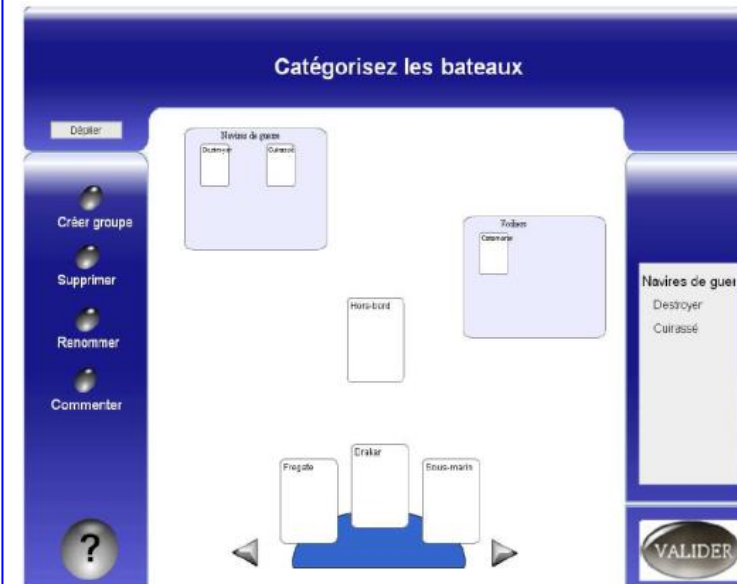 Catégorisez les bateaux
Déplier
Navires de guerre
Destroyer
Cuirassé
Créer groupe
Supprimer
Renommer
Commenter
Voiliers
Catamaran
Hors-bord
Navires de guer
Destroyer
Cuirassé
Fregate
Drakar
Sous-marin
?
VALIDER